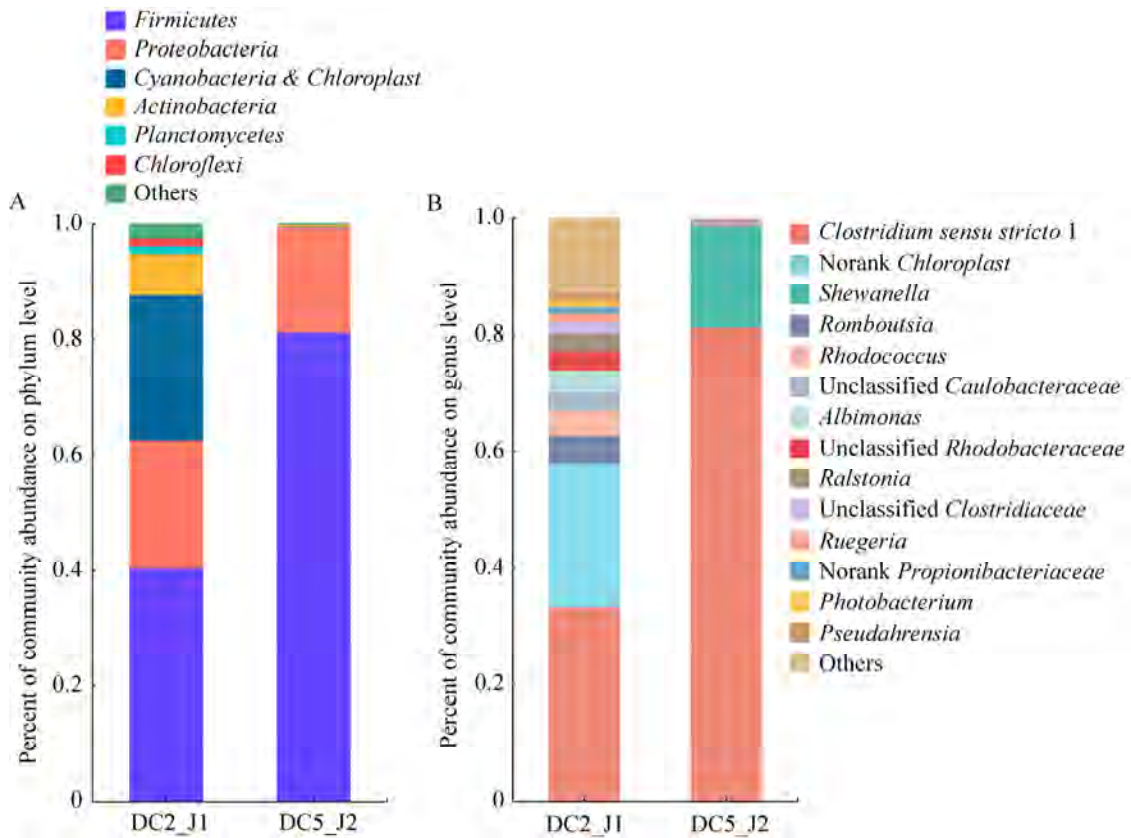 Firmicutes
Proteobacteria
Cyanobacteria & Chloroplast
Actinobacteria
Planctomycetes
Chloroflexi
Others
A
Percent of community abundance on phylum level
1.0
0.8
0.6
0.4
0.2
0
DC2_J1
DC5_J2
B
Percent of community abundance on genus level
1.0
0.8
0.6
0.4
0.2
0
DC2_J1
DC5_J2
Clostridium sensu stricto 1
Norank Chloroplast
Shewanella
Romboutsia
Rhodococcus
Unclassified Caulobacteraceae
Albimonas
Unclassified Rhodobacteraceae
Ralstonia
Unclassified Clostridiaceae
Ruegeria
Norank Propionibacteriaceae
Photobacterium
Pseudahrensia
Others